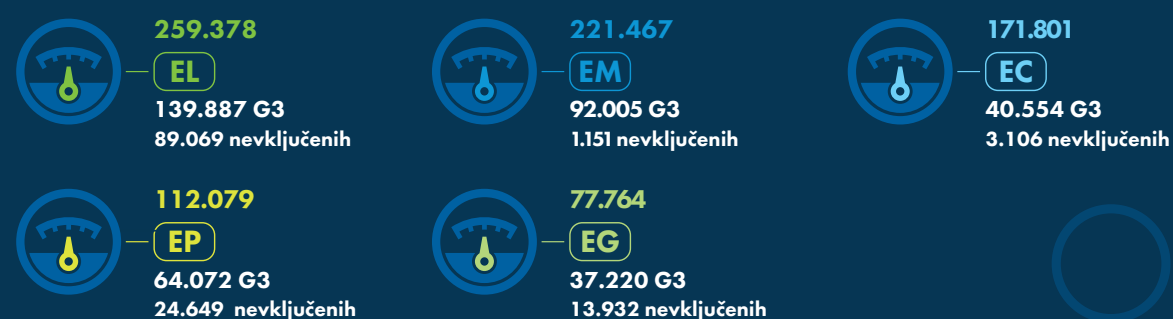 259.378
EL
139.887 G3
89.069 nevključenih
221.467
EM
92.005 G3
1.151 nevključenih
171.801
EC
40.554 G3
3.106 nevključenih
112.079
EP
64.072 G3
24.649 nevključenih
77.764
EG
37.220 G3
13.932 nevključenih